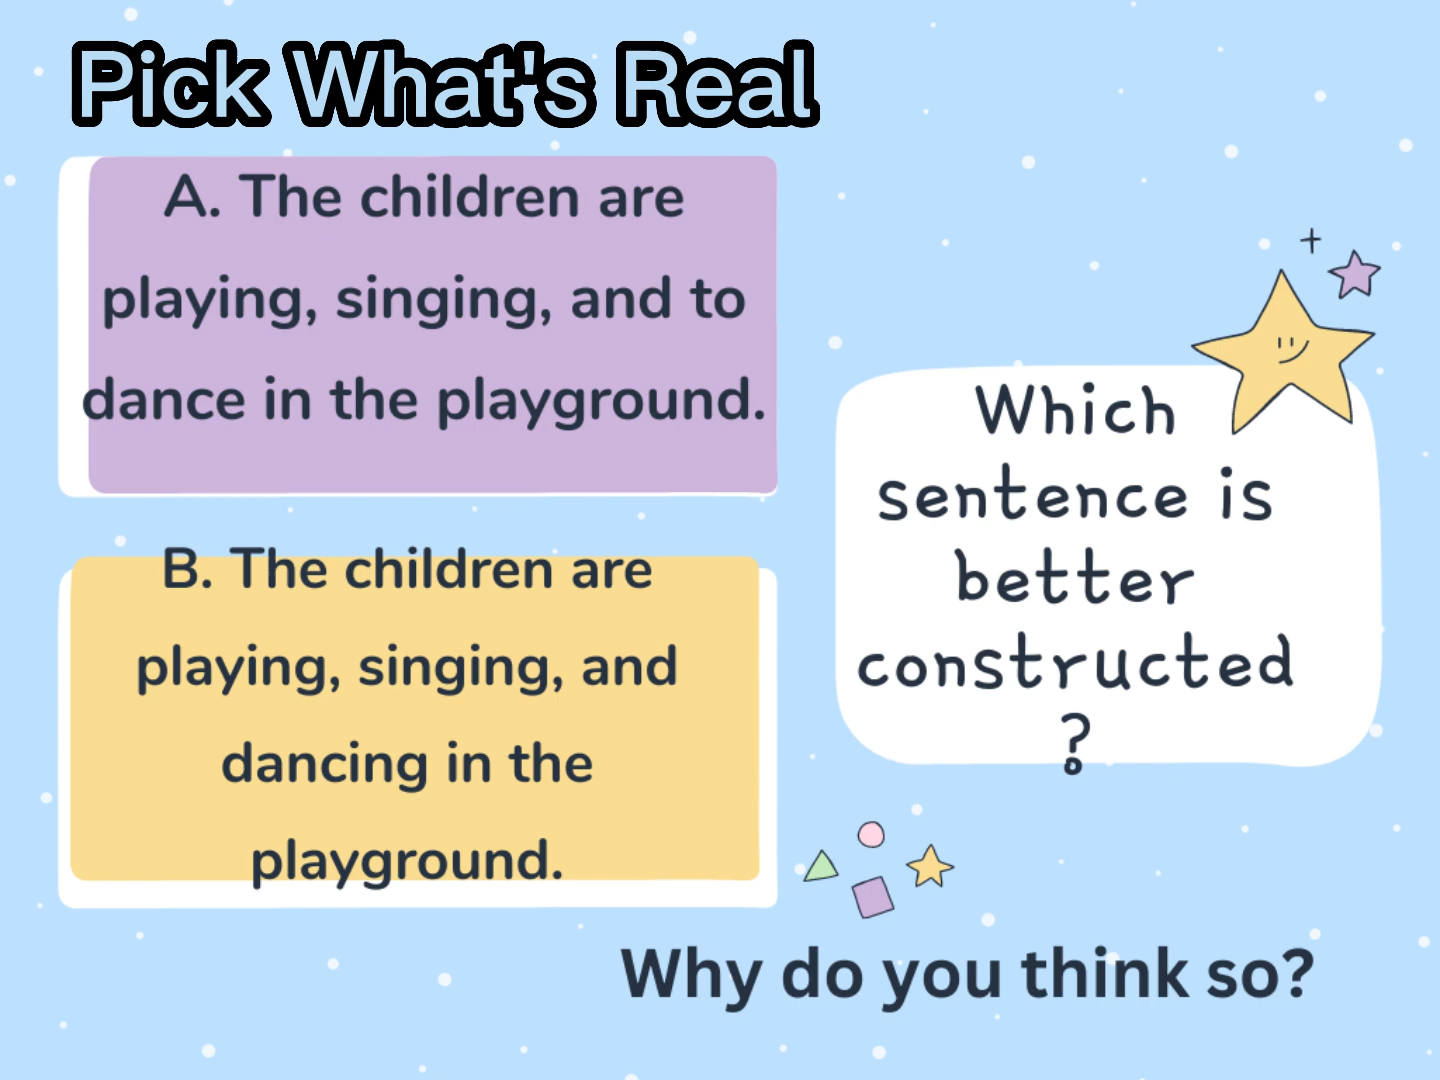 Pick What's Real
A. The children are
playing, singing, and to
dance in the playground.
B. The children are
playing, singing, and
dancing in the
playground.
Which
sentence is
better
constructed
?
Why do you think so?